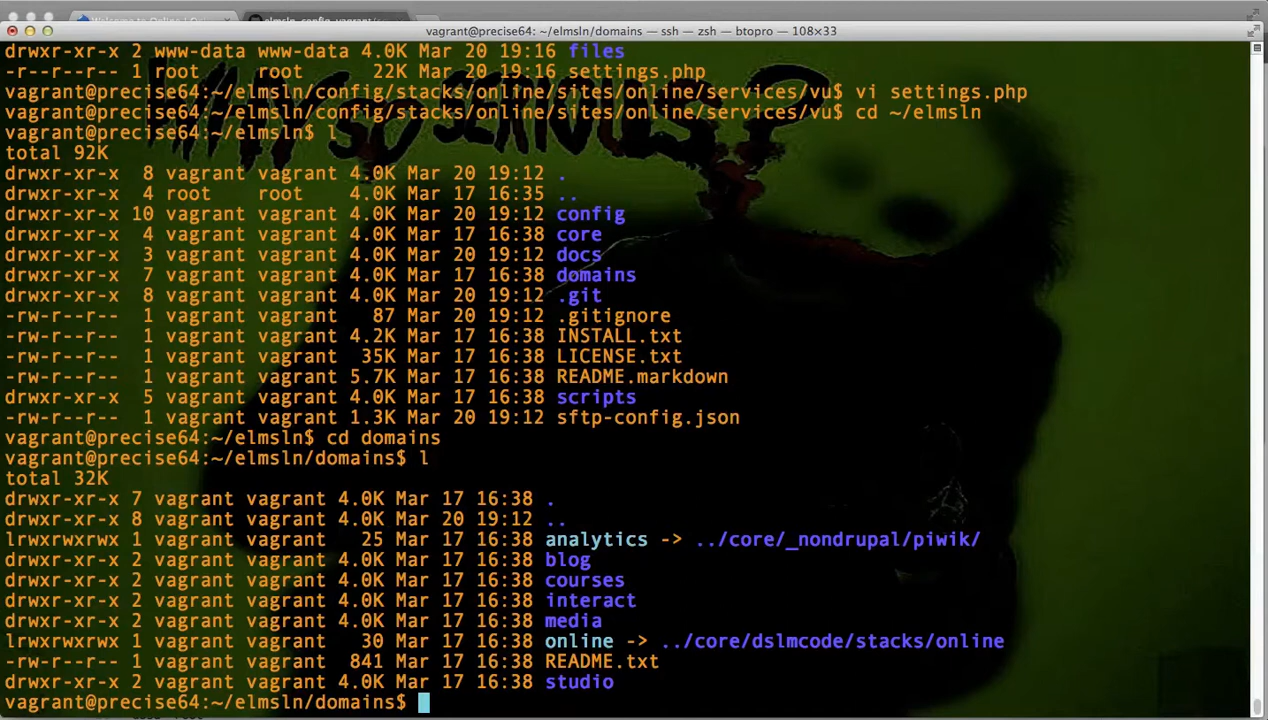 Welcome to Online | Onl
elmsln_config_vagrant/sc
vagrant@precise64: ~/elmsln/domains — ssh — zsh — btopro — 108×33
drwxr-xr-x 2 www-data www-data 4.0K Mar 20 19:16 files
-r--r--r-- 1 root     root      22K Mar 20 19:16 settings.php
vagrant@precise64:~/elmsln/config/stacks/online/sites/online/services/vu$ vi settings.php
vagrant@precise64:~/elmsln/config/stacks/online/sites/online/services/vu$ cd ~/elmsln
vagrant@precise64:~/elmsln$ l
total 92K
drwxr-xr-x  8 vagrant vagrant 4.0K Mar 20 19:12 .
drwxr-xr-x  4 root    root    4.0K Mar 17 16:35 ..
drwxr-xr-x 10 vagrant vagrant 4.0K Mar 20 19:12 config
drwxr-xr-x  4 vagrant vagrant 4.0K Mar 17 16:38 core
drwxr-xr-x  3 vagrant vagrant 4.0K Mar 20 19:12 docs
drwxr-xr-x  7 vagrant vagrant 4.0K Mar 17 16:38 domains
drwxr-xr-x  8 vagrant vagrant 4.0K Mar 20 19:12 .git
-rw-r--r--  1 vagrant vagrant   87 Mar 20 19:12 .gitignore
-rw-r--r--  1 vagrant vagrant 4.2K Mar 17 16:38 INSTALL.txt
-rw-r--r--  1 vagrant vagrant  35K Mar 17 16:38 LICENSE.txt
-rw-r--r--  1 vagrant vagrant 5.7K Mar 17 16:38 README.markdown
drwxr-xr-x  5 vagrant vagrant 4.0K Mar 17 16:38 scripts
-rw-r--r--  1 vagrant vagrant 1.3K Mar 20 19:12 sftp-config.json
vagrant@precise64:~/elmsln$ cd domains
vagrant@precise64:~/elmsln/domains$ l
total 32K
drwxr-xr-x 7 vagrant vagrant 4.0K Mar 17 16:38 .
drwxr-xr-x 8 vagrant vagrant 4.0K Mar 20 19:12 ..
lrwxrwxrwx 1 vagrant vagrant   25 Mar 17 16:38 analytics -> ../core/_nondrupal/piwik/
drwxr-xr-x 2 vagrant vagrant 4.0K Mar 17 16:38 blog
drwxr-xr-x 2 vagrant vagrant 4.0K Mar 17 16:38 courses
drwxr-xr-x 2 vagrant vagrant 4.0K Mar 17 16:38 interact
drwxr-xr-x 2 vagrant vagrant 4.0K Mar 17 16:38 media
lrwxrwxrwx 1 vagrant vagrant   30 Mar 17 16:38 online -> ../core/dslmcode/stacks/online
-rw-r--r-- 1 vagrant vagrant  841 Mar 17 16:38 README.txt
drwxr-xr-x 2 vagrant vagrant 4.0K Mar 17 16:38 studio
vagrant@precise64:~/elmsln/domains$
WHY SO SERIOUS?